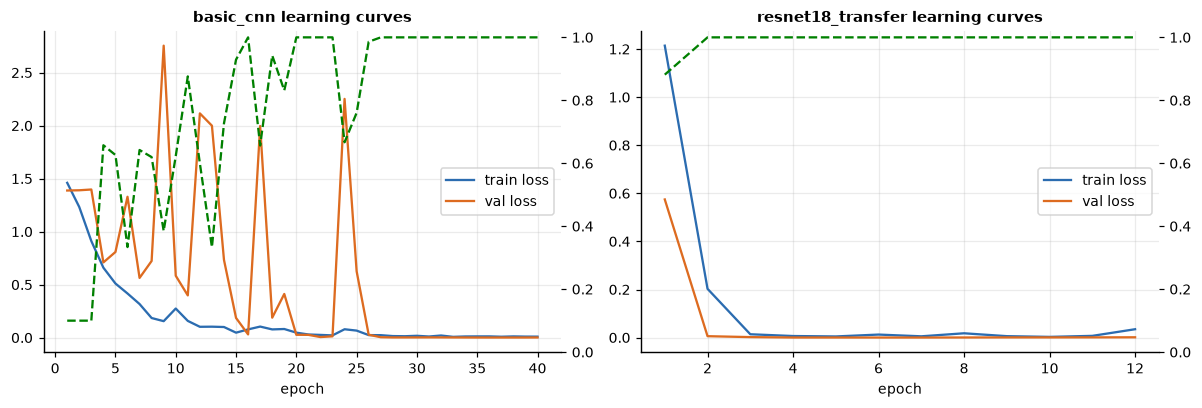 basic_cnn learning curves
2.5
2.0
1.5
1.0
0.5
0.0
1.0
0.8
0.6
0.4
0.2
0.0
train loss
val loss
0 5 10 15 20 25 30 35 40
epoch
resnet18_transfer learning curves
1.2
1.0
0.8
0.6
0.4
0.2
0.0
1.0
0.8
0.6
0.4
0.2
0.0
train loss
val loss
2 4 6 8 10 12
epoch